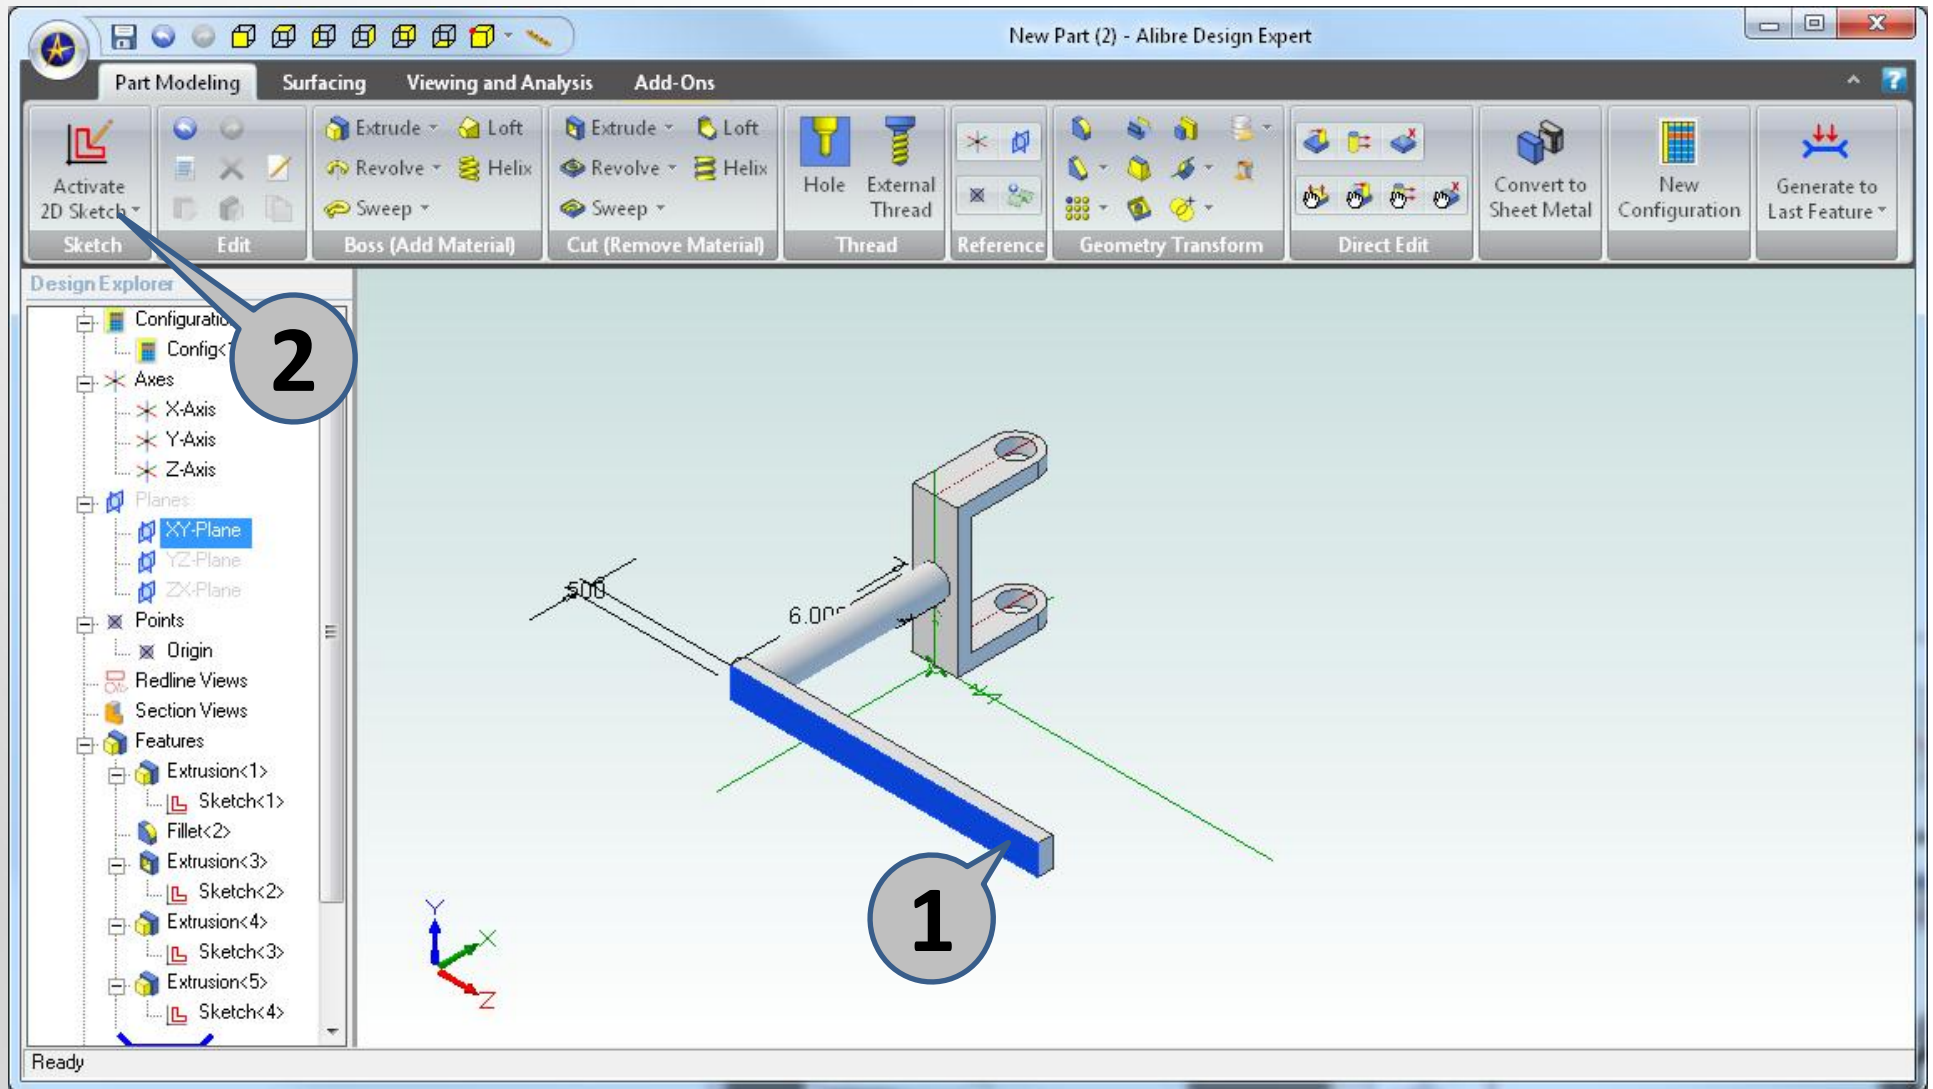 New Part (2) - Alibre Design Expert
Part Modeling Surfacing Viewing and Analysis Add-Ons
?
Activate
2D Sketch
Sketch
Edit
Extrude Loft
Revolve Helix
Sweep
Boss (Add Material)
Extrude Loft
Revolve Helix
Sweep
Cut (Remove Material)
Hole External
Thread
Thread
Reference
Geometry Transform
Direct Edit
Convert to
Sheet Metal
New
Configuration
Generate to
Last Feature
Design Explorer
Config<
Axes
X-Axis
Y-Axis
Z-Axis
Planes
XY-Plane
YZ-Plane
ZX-Plane
Points
Origin
Redline Views
Section Views
Features
Extrusion<1>
Sketch<1>
Fillet<2>
Extrusion<3>
Sketch<2>
Extrusion<4>
Sketch<3>
Extrusion<5>
Sketch<4>
2
.500
1
Y
X
Z
Ready